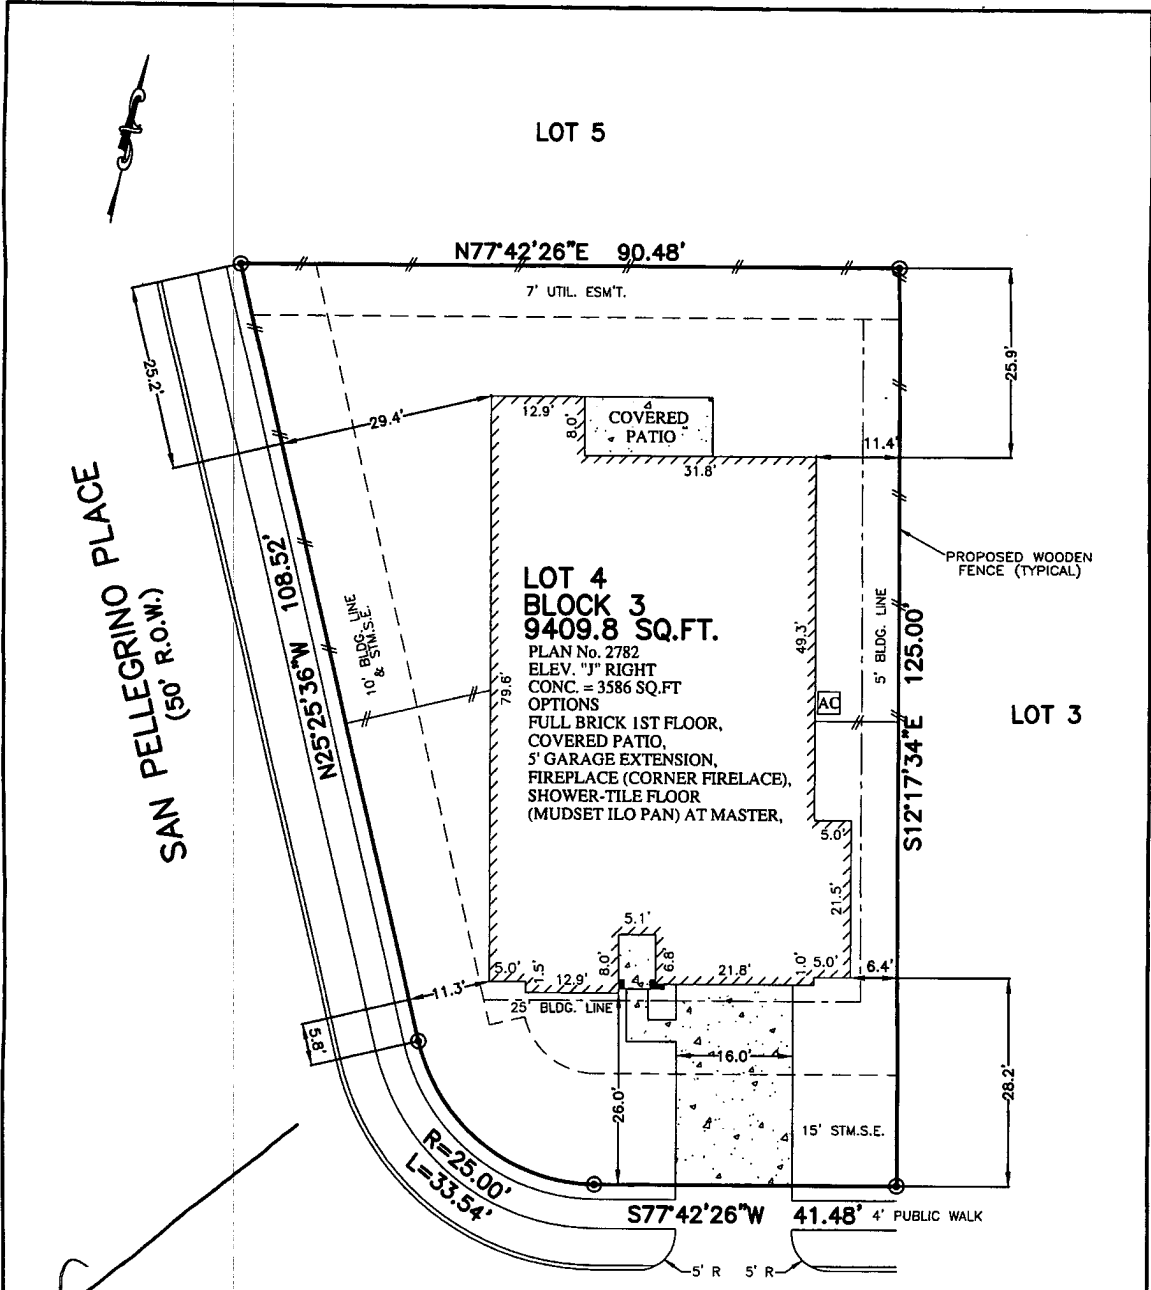 LOT 5
N77°42'26"E 90.48'
7' UTIL. ESM'T.
25.2'
29.4'
12.9'
8.0'
COVERED
PATIO
31.8'
11.4'
25.9'
SAN PELLEGRINO PLACE
(50' R.O.W.)
N25°25'36"W 108.52'
10' BLDG. LINE
& STM.S.E.
79.6'
LOT 4
BLOCK 3
9409.8 SQ.FT.
PLAN No. 2782
ELEV. "J" RIGHT
CONC. = 3586 SQ.FT
OPTIONS
FULL BRICK 1ST FLOOR,
COVERED PATIO,
5' GARAGE EXTENSION,
FIREPLACE (CORNER FIRELACE),
SHOWER-TILE FLOOR
(MUDSET ILO PAN) AT MASTER,
49.3'
AC
5' BLDG. LINE
S12°17'34"E 125.00'
PROPOSED WOODEN
FENCE (TYPICAL)
LOT 3
5.0'
21.5'
5.1'
8.0'
6.8'
5.0'
1.5'
12.9'
21.8'
1.0'
5.0'
6.4'
11.3'
25' BLDG. LINE
5.8'
16.0'
26.0'
28.2'
15' STM.S.E.
R=25.00'
L=33.54'
S77°42'26"W 41.48'
4' PUBLIC WALK
5' R 5' R